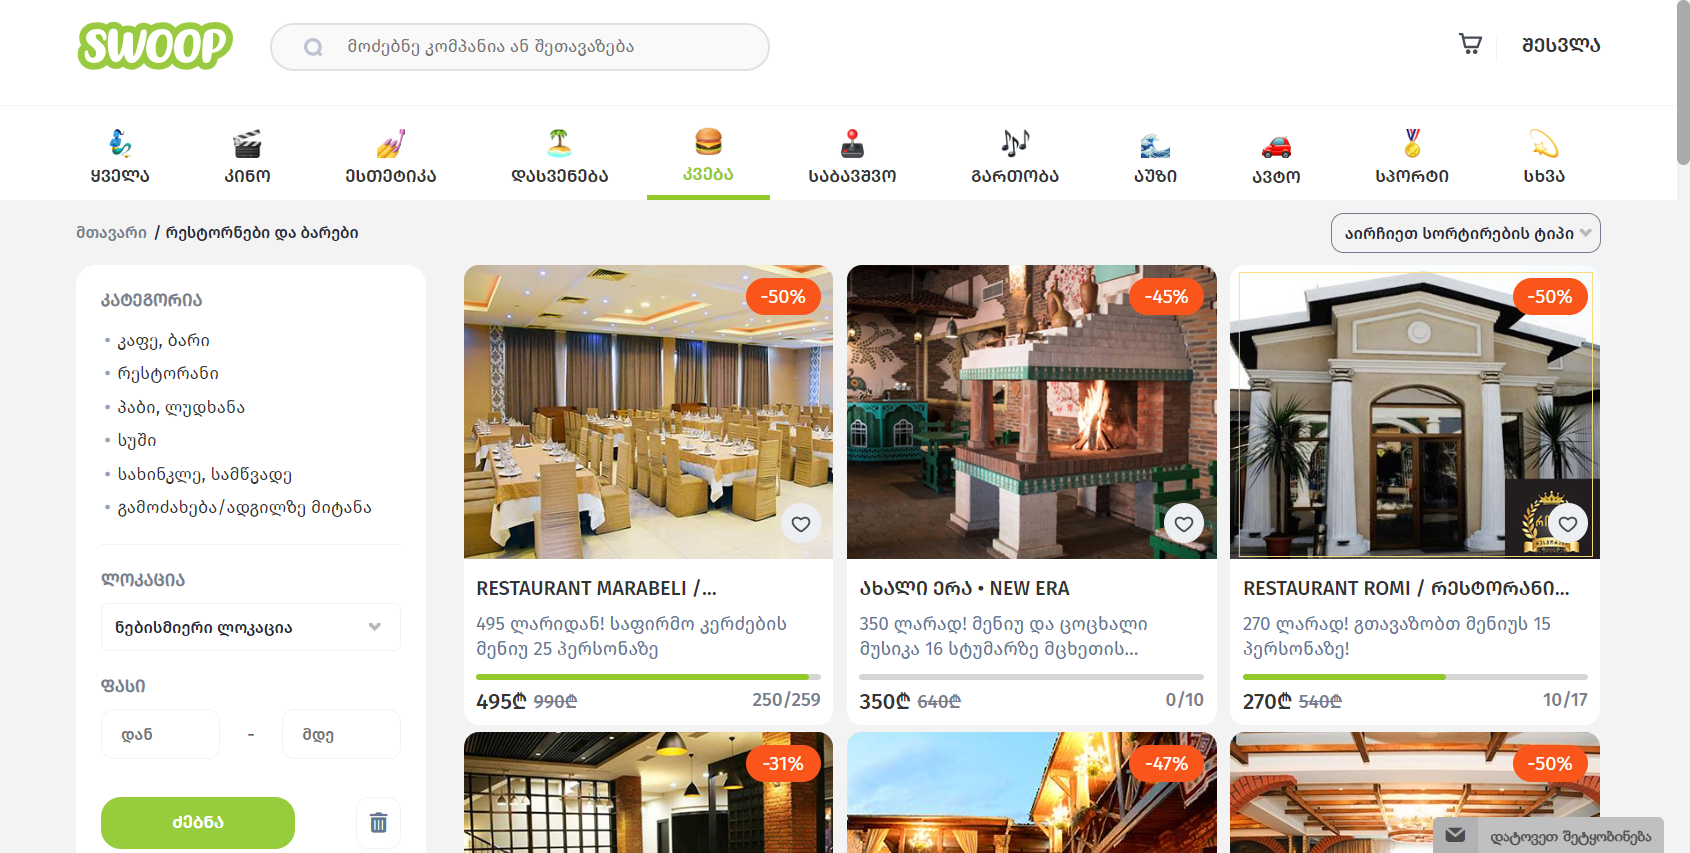 SWOOP
მოძებნე კომპანია ან შეთავაზება
შესვლა
ყველა
კინო
ესთეტიკა
დასვენება
კვება
საბავშვო
გართობა
აუზი
ავტო
სპორტი
სხვა
მთავარი / რესტორნები და ბარები
აირჩიეთ სორტირების ტიპი
კატეგორია
• კაფე, ბარი
• რესტორანი
• პაბი, ლუდხანა
• სუში
• სახინკლე, სამწვადე
• გამოძახება/ადგილზე მიტანა
ლოკაცია
ნებისმიერი ლოკაცია
ფასი
დან - მდე
ძებნა
-50%
RESTAURANT MARABELI /...
495 ლარიდან! საფირმო კერძების
მენიუ 25 პერსონაზე
495₾ 990₾ 250/259
-45%
ახალი ერა • NEW ERA
350 ლარად! მენიუ და ცოცხალი
მუსიკა 16 სტუმარზე მცხეთის...
350₾ 640₾ 0/10
-50%
RESTAURANT ROMI / რესტორანი...
270 ლარად! გთავაზობთ მენიუს 15
პერსონაზე!
270₾ 540₾ 10/17
-31%
-47%
-50%
დატოვეთ შეტყობინება